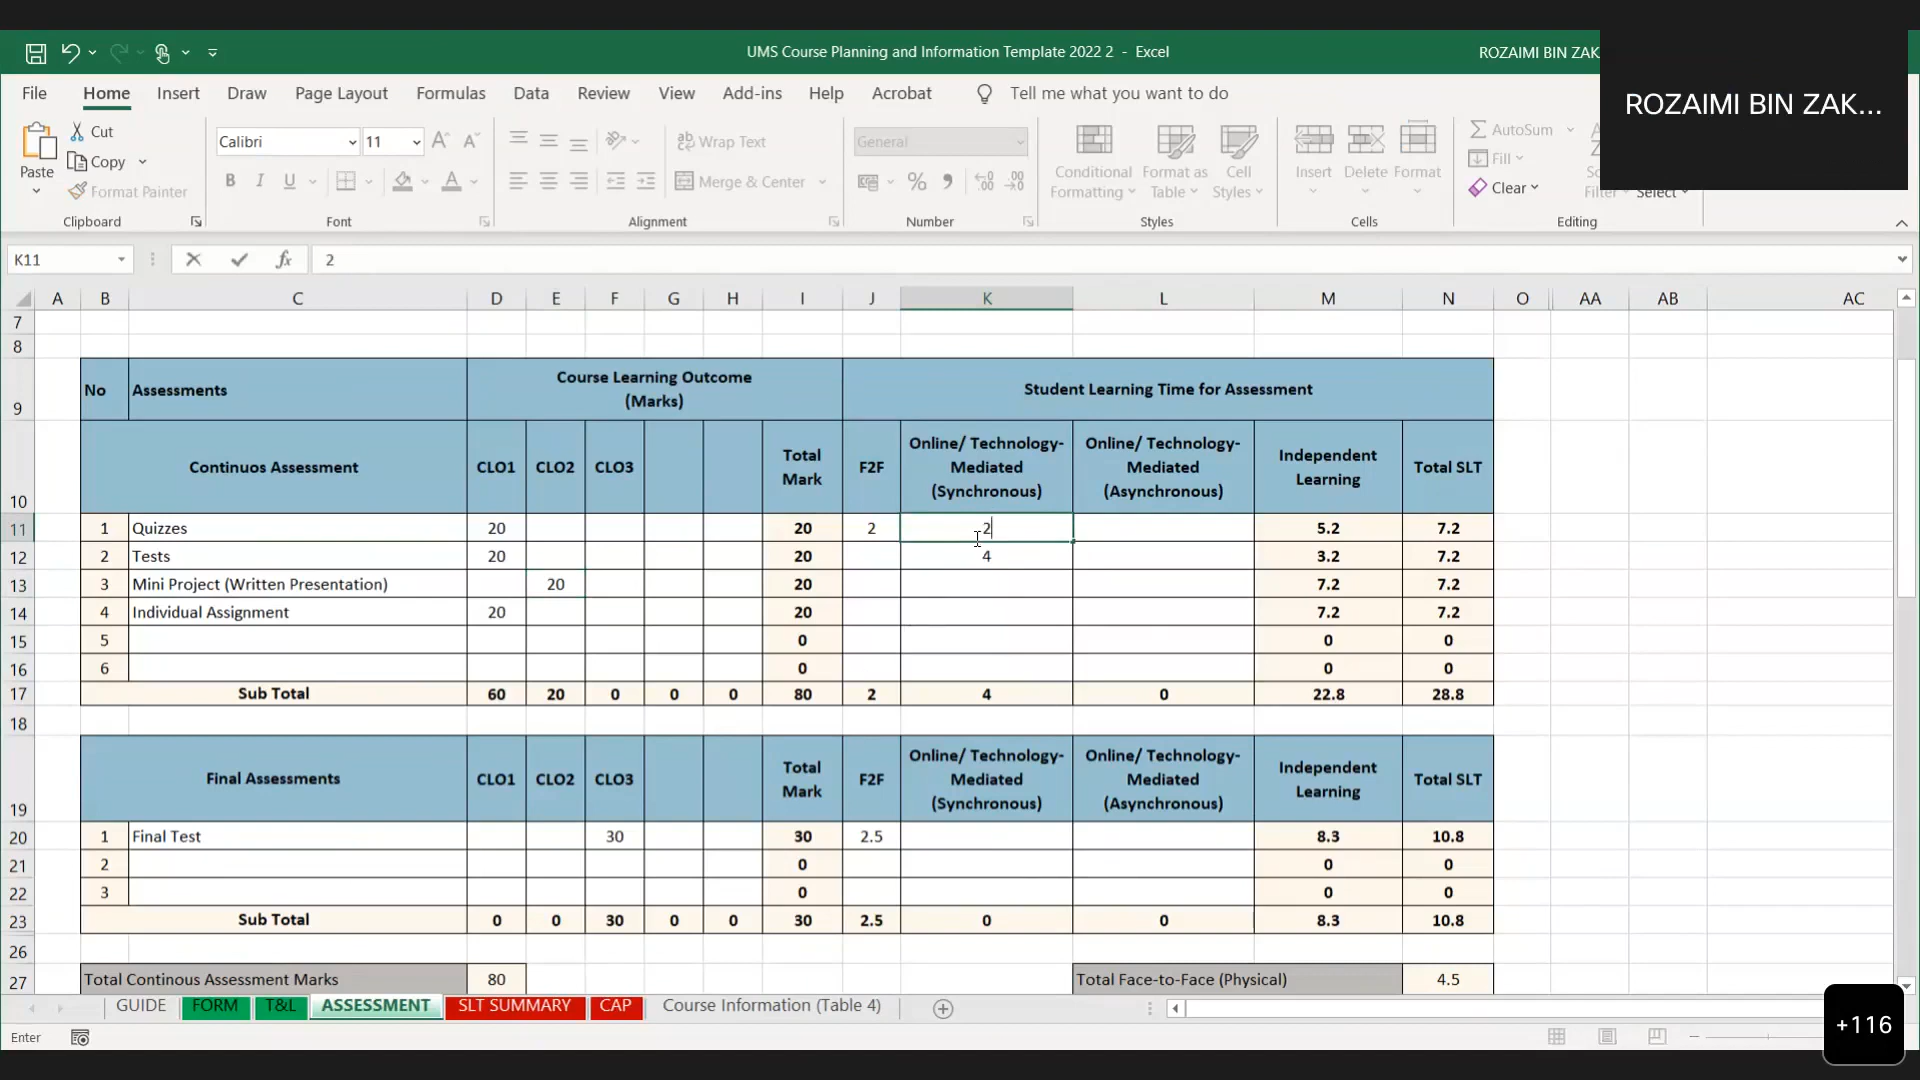 UMS Course Planning and Information Template 2022 2 - Excel
ROZAIMI BIN ZAK
ROZAIMI BIN ZAK...
File Home Insert Draw Page Layout Formulas Data Review View Add-ins Help Acrobat Tell me what you want to do
Paste
Cut
Copy
Format Painter
Clipboard
Calibri 11
B I U
Font
Wrap Text
Merge & Center
Alignment
General
Number
Conditional Formatting
Format as Table
Cell Styles
Styles
Insert Delete Format
Cells
AutoSum
Fill
Clear
Filter
Select
Editing
K11 fx 2
A B C D E F G H I J K L M N O AA AB AC
7
8
9 No Assessments Course Learning Outcome (Marks) Student Learning Time for Assessment
10 Continuos Assessment CLO1 CLO2 CLO3 Total Mark F2F Online/ Technology-Mediated (Synchronous) Online/ Technology-Mediated (Asynchronous) Independent Learning Total SLT
11 1 Quizzes 20 20 2 2 5.2 7.2
12 2 Tests 20 20 4 3.2 7.2
13 3 Mini Project (Written Presentation) 20 20 7.2 7.2
14 4 Individual Assignment 20 20 7.2 7.2
15 5 0 0 0
16 6 0 0 0
17 Sub Total 60 20 0 0 0 80 2 4 0 22.8 28.8
18
19 Final Assessments CLO1 CLO2 CLO3 Total Mark F2F Online/ Technology-Mediated (Synchronous) Online/ Technology-Mediated (Asynchronous) Independent Learning Total SLT
20 1 Final Test 30 30 2.5 8.3 10.8
21 2 0 0 0
22 3 0 0 0
23 Sub Total 0 0 30 0 0 30 2.5 0 0 8.3 10.8
26
27 Total Continous Assessment Marks 80 Total Face-to-Face (Physical) 4.5
GUIDE FORM T&L ASSESSMENT SLT SUMMARY CAP Course Information (Table 4)
+116
Enter